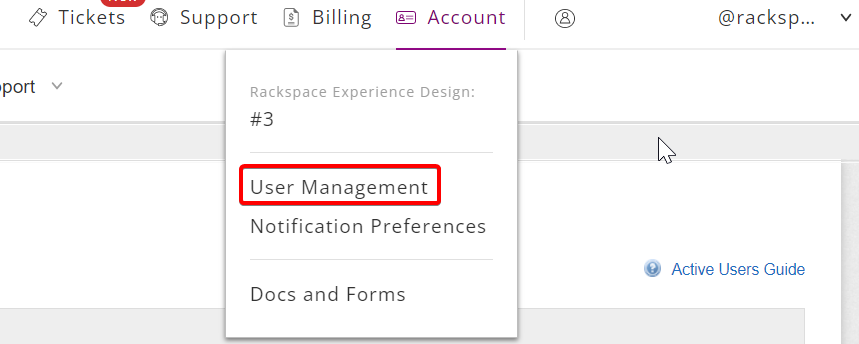 Tickets Support Billing Account @racksp...
port
Rackspace Experience Design:
#3
User Management
Notification Preferences
Active Users Guide
Docs and Forms